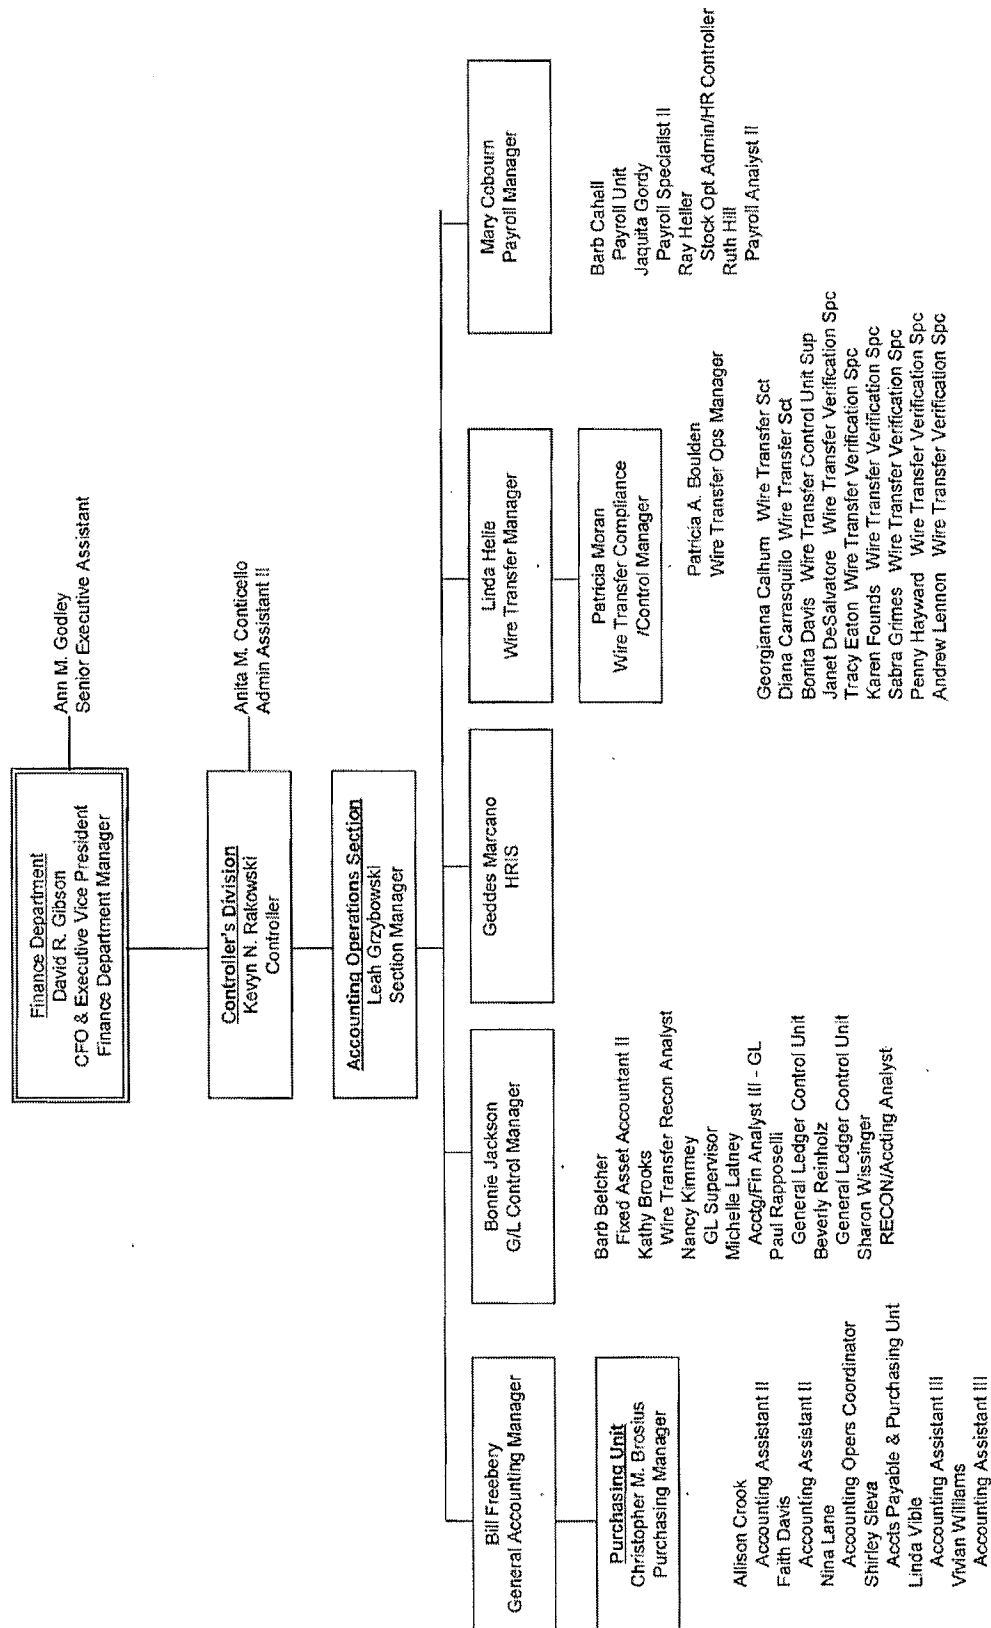 Finance Department
David R. Gibson
CFO & Executive Vice President
Finance Department Manager
Ann M. Godley
Senior Executive Assistant
Controller's Division
Kevyn N. Rakowski
Controller
Anita M. Conticello
Admin Assistant II
Accounting Operations Section
Leah Grzybowski
Section Manager
Bill Freebery
General Accounting Manager
Purchasing Unit
Christopher M. Brosius
Purchasing Manager
Allison Crook
Accounting Assistant II
Faith Davis
Accounting Assistant II
Nina Lane
Accounting Opers Coordinator
Shirley Sleva
Accts Payable & Purchasing Unt
Linda Vible
Accounting Assistant III
Vivian Williams
Accounting Assistant III
Bonnie Jackson
G/L Control Manager
Barb Belcher
Fixed Asset Accountant II
Kathy Brooks
Wire Transfer Recon Analyst
Nancy Kimmey
GL Supervisor
Michelle Latney
Acctg/Fin Analyst III - GL
Paul Rapposelli
General Ledger Control Unit
Beverly Reinholz
General Ledger Control Unit
Sharon Wissinger
RECON/Accting Analyst
Geddes Marcano
HRIS
Linda Helie
Wire Transfer Manager
Patricia Moran
Wire Transfer Compliance
/Control Manager
Patricia A. Boulden
Wire Transfer Ops Manager
Georgianna Calhum Wire Transfer Sct
Diana Carrasquillo Wire Transfer Sct
Bonita Davis Wire Transfer Control Unit Sup
Janet DeSalvatore Wire Transfer Verification Spc
Tracy Eaton Wire Transfer Verification Spc
Karen Founds Wire Transfer Verification Spc
Sabra Grimes Wire Transfer Verification Spc
Penny Hayward Wire Transfer Verification Spc
Andrew Lennon Wire Transfer Verification Spc
Mary Cobourn
Payroll Manager
Barb Cahall
Payroll Unit
Jaquita Gordy
Payroll Specialist II
Ray Heller
Stock Opt Admin/HR Controller
Ruth Hill
Payroll Analyst II